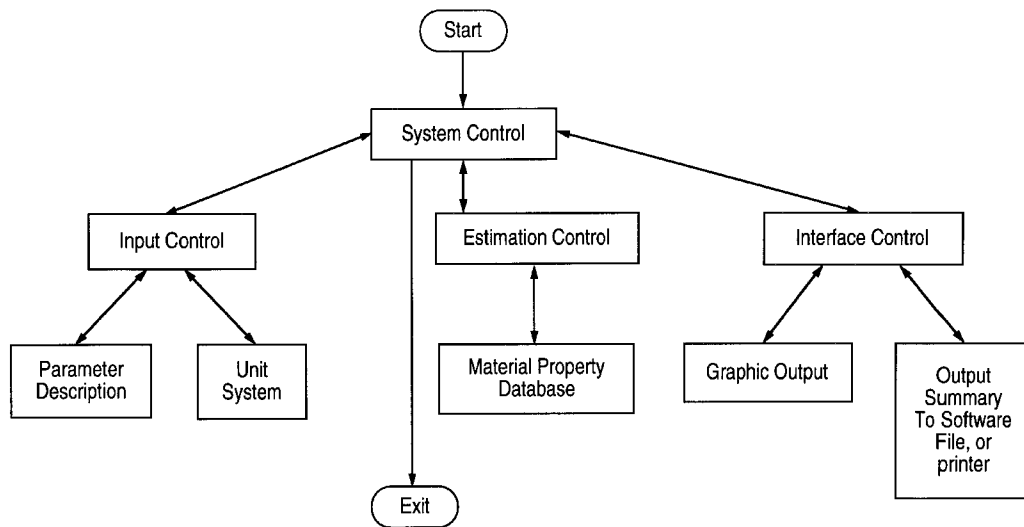 Start
System Control
Input Control
Estimation Control
Interface Control
Parameter
Description
Unit
System
Material Property
Database
Graphic Output
Output
Summary
To Software
File, or
printer
Exit